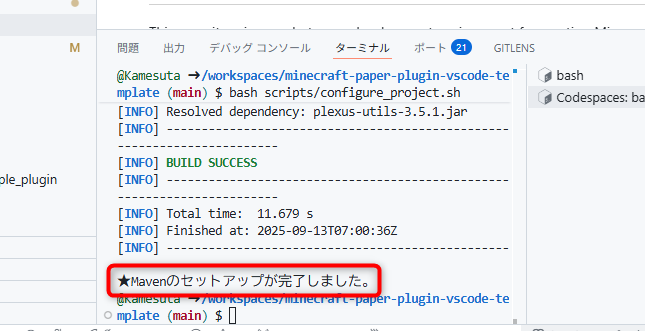 M
問題 出力 デバッグ コンソール ターミナル ポート 21 GITLENS
@Kamesuta ➜/workspaces/minecraft-paper-plugin-vscode-te
mplate (main) $ bash scripts/configure_project.sh
[INFO] Resolved dependency: plexus-utils-3.5.1.jar
[INFO] ------------------------------------------------
-----------------------
[INFO] BUILD SUCCESS
[INFO] ------------------------------------------------
-----------------------
[INFO] Total time:  11.679 s
[INFO] Finished at: 2025-09-13T07:00:36Z
[INFO] ------------------------------------------------
★Mavenのセットアップが完了しました。
@Kamesuta ➜/workspaces/minecraft-paper-plugin-vscode-te
mplate (main) $
ple_plugin
bash
Codespaces: ba